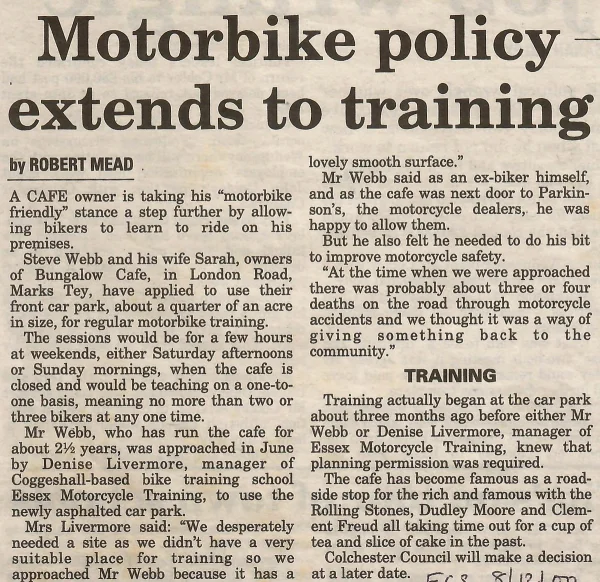 Motorbike policy
extends to training
by ROBERT MEAD
A CAFE owner is taking his "motorbike
friendly" stance a step further by allow-
ing bikers to learn to ride on his
premises.
Steve Webb and his wife Sarah, owners
of Bungalow Cafe, in London Road,
Marks Tey, have applied to use their
front car park, about a quarter of an acre
in size, for regular motorbike training.
The sessions would be for a few hours
at weekends, either Saturday afternoons
or Sunday mornings, when the cafe is
closed and would be teaching on a one-to-
one basis, meaning no more than two or
three bikers at any one time.
Mr Webb, who has run the cafe for
about 2½ years, was approached in June
by Denise Livermore, manager of
Coggeshall-based bike training school
Essex Motorcycle Training, to use the
newly asphalted car park.
Mrs Livermore said: "We desperately
needed a site as we didn't have a very
suitable place for training so we
approached Mr Webb because it has a
lovely smooth surface."
Mr Webb said as an ex-biker himself,
and as the cafe was next door to Parkin-
son's, the motorcycle dealers, he was
happy to allow them.
But he also felt he needed to do his bit
to improve motorcycle safety.
"At the time when we were approached
there was probably about three or four
deaths on the road through motorcycle
accidents and we thought it was a way of
giving something back to the
community."
TRAINING
Training actually began at the car park
about three months ago before either Mr
Webb or Denise Livermore, manager of
Essex Motorcycle Training, knew that
planning permission was required.
The cafe has become famous as a road-
side stop for the rich and famous with the
Rolling Stones, Dudley Moore and Clem-
ent Freud all taking time out for a cup of
tea and slice of cake in the past.
Colchester Council will make a decision
at a later date.